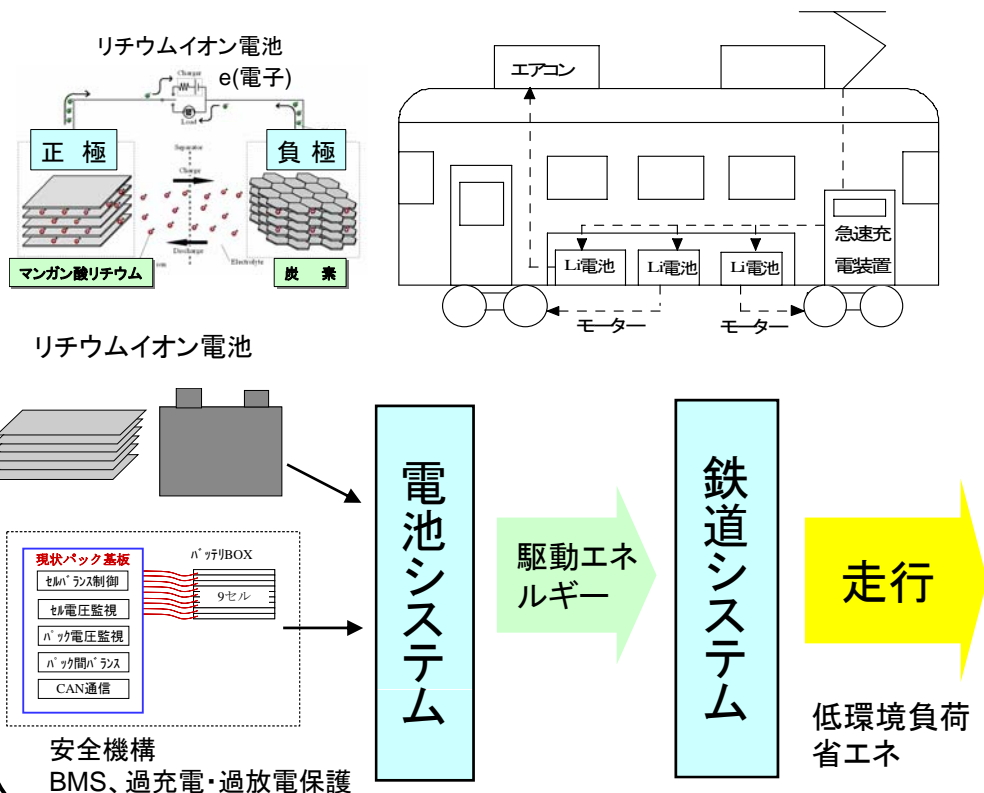 リチウムイオン電池
Charger
e(電子)
Load
正 極
Separator
負 極
Charge
Discharge
Electrolyte
マンガン酸リチウム
炭 素
エアコン
急速充
電装置
Li電池
Li電池
Li電池
モーター
モーター
リチウムイオン電池
現状パック基板
ｾﾙﾊﾞﾗﾝｽ制御
ｾﾙ電圧監視
ﾊﾟｯｸ電圧監視
ﾊﾟｯｸ間ﾊﾞﾗﾝｽ
CAN通信
ﾊﾞｯﾃﾘBOX
9セル
安全機構
BMS、過充電・過放電保護
電池システム
駆動エネ
ルギー
鉄道システム
走行
低環境負荷
省エネ